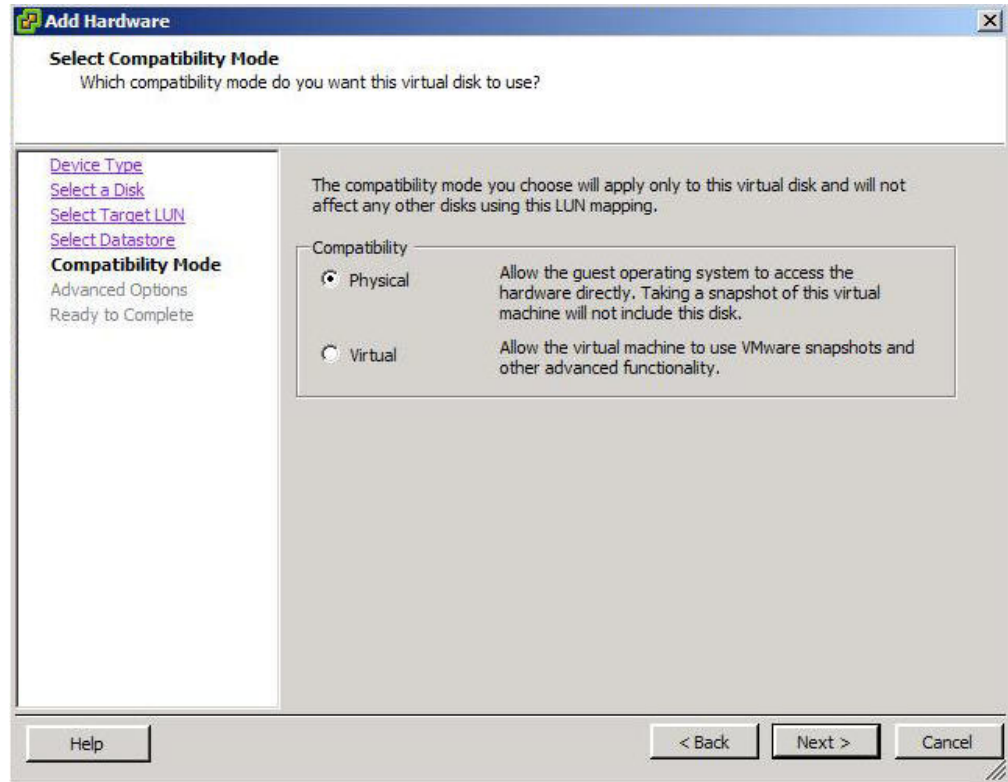 Add Hardware
Select Compatibility Mode
Which compatibility mode do you want this virtual disk to use?
Device Type
Select a Disk
Select Target LUN
Select Datastore
Compatibility Mode
Advanced Options
Ready to Complete
The compatibility mode you choose will apply only to this virtual disk and will not
affect any other disks using this LUN mapping.
Compatibility
Physical
Allow the guest operating system to access the
hardware directly. Taking a snapshot of this virtual
machine will not include this disk.
Virtual
Allow the virtual machine to use VMware snapshots and
other advanced functionality.
Help
< Back
Next >
Cancel